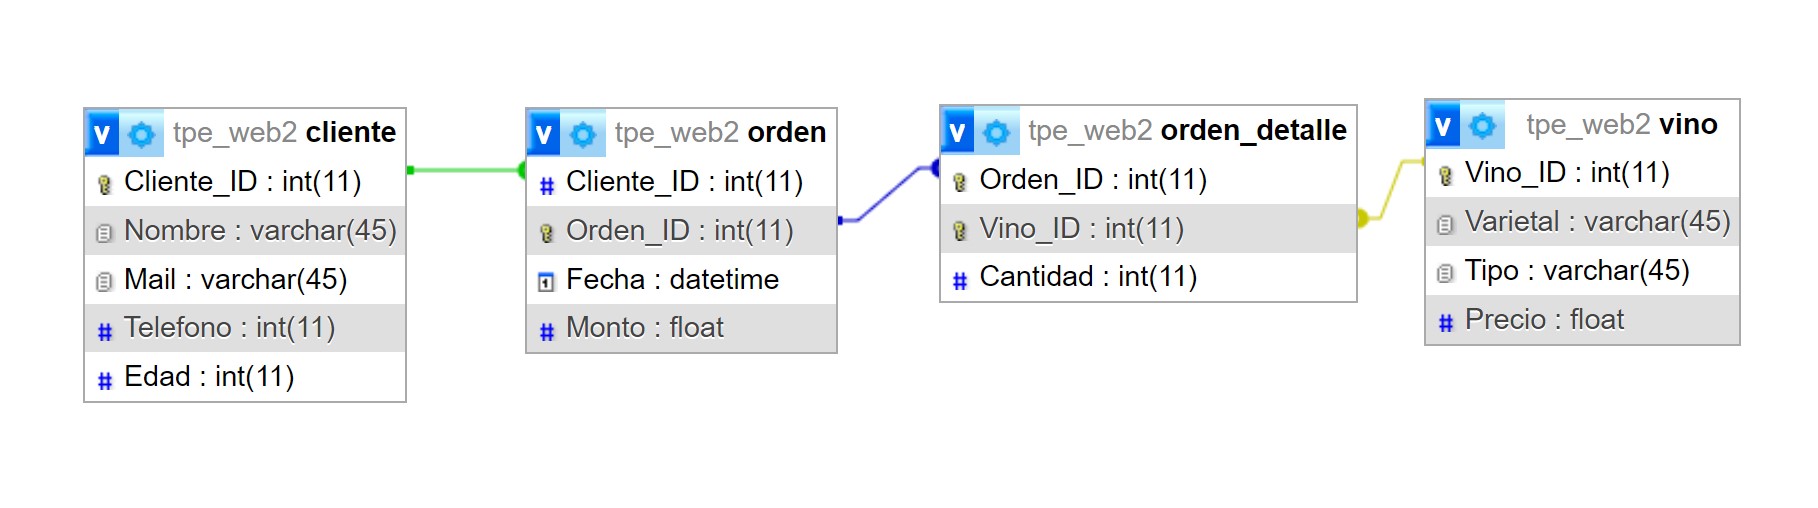 v tpe_web2 cliente
Cliente_ID : int(11)
Nombre : varchar(45)
Mail : varchar(45)
# Telefono : int(11)
# Edad : int(11)
v tpe_web2 orden
# Cliente_ID : int(11)
Orden_ID : int(11)
1 Fecha : datetime
# Monto : float
v tpe_web2 orden_detalle
Orden_ID : int(11)
Vino_ID : int(11)
# Cantidad : int(11)
v tpe_web2 vino
Vino_ID : int(11)
Varietal : varchar(45)
Tipo : varchar(45)
# Precio : float